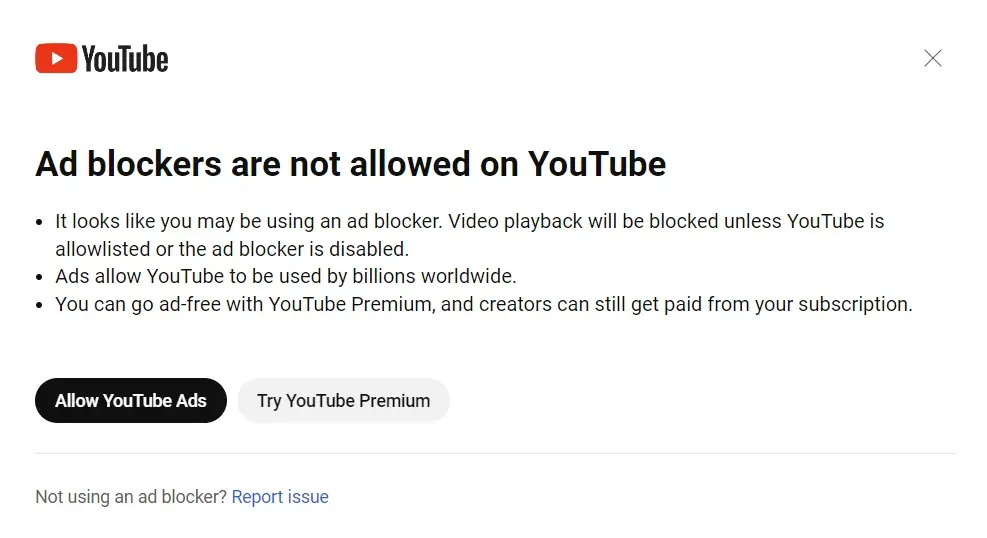 YouTube
Ad blockers are not allowed on YouTube
• It looks like you may be using an ad blocker. Video playback will be blocked unless YouTube is
allowlisted or the ad blocker is disabled.
• Ads allow YouTube to be used by billions worldwide.
• You can go ad-free with YouTube Premium, and creators can still get paid from your subscription.
Allow YouTube Ads
Try YouTube Premium
Not using an ad blocker? Report issue